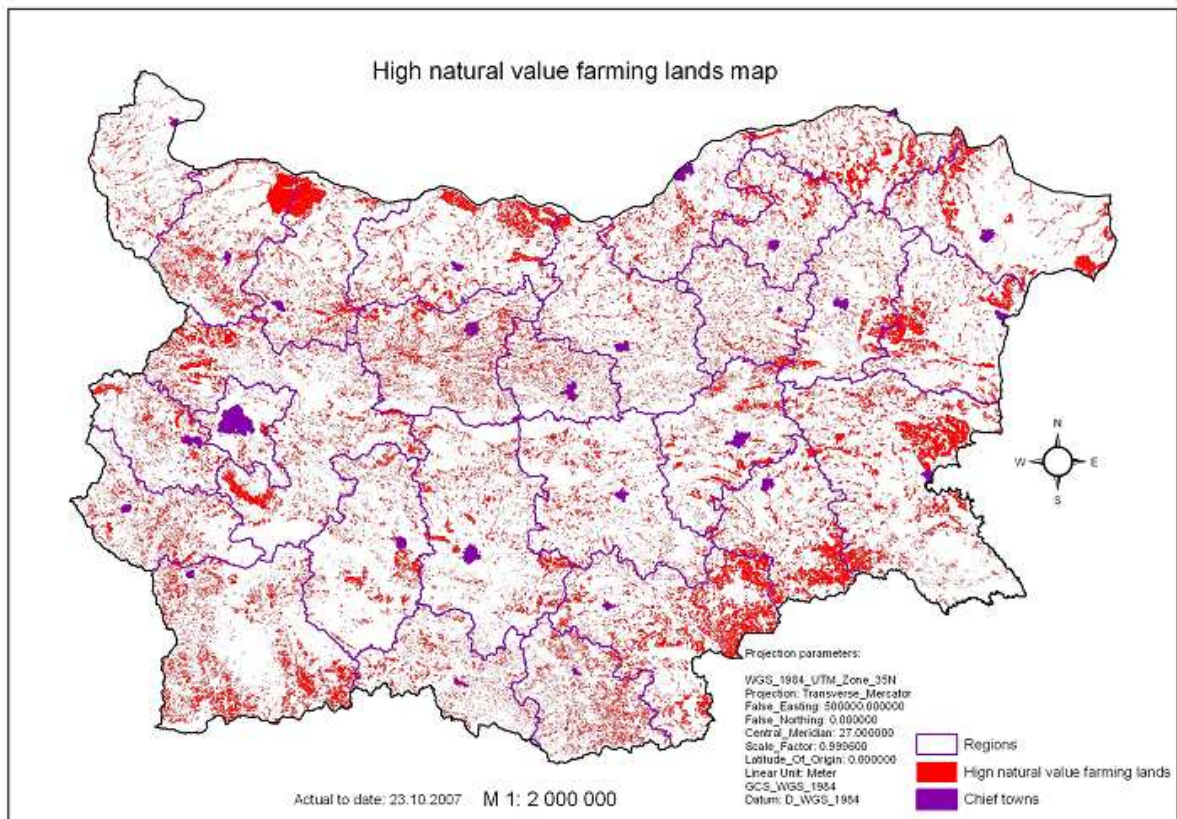 High natural value farming lands map
N
W E
S
Projection parameters:
WGS_1984_UTM_Zone_35N
Projection: Transverse_Mercator
False_Easting: 500000.000000
False_Northing: 0.000000
Central_Meridian: 27.000000
Scale_Factor: 0.999600
Latitude_Of_Origin: 0.000000
Linear Unit: Meter
GCS_WGS_1984
Datum: D_WGS_1984
Regions
Hign natural value farming lands
Chief towns
Actual to date: 23.10.2007 M 1: 2 000 000